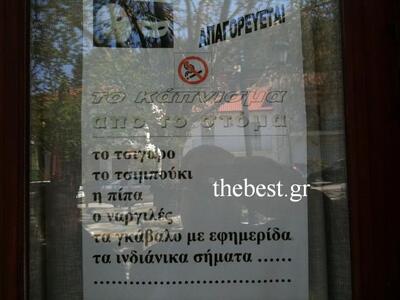 ΑΠΑΓΟΡΕΥΕΤΑΙ
το κάπνισμα
απο το στόμα
το τσιγάρο
το τσιμπούκι
η πίπα
ο ναργιλές
τα γκάβαλο με εφημερίδα
τα ινδιάνικα σήματα ......
.......................................
thebest.gr